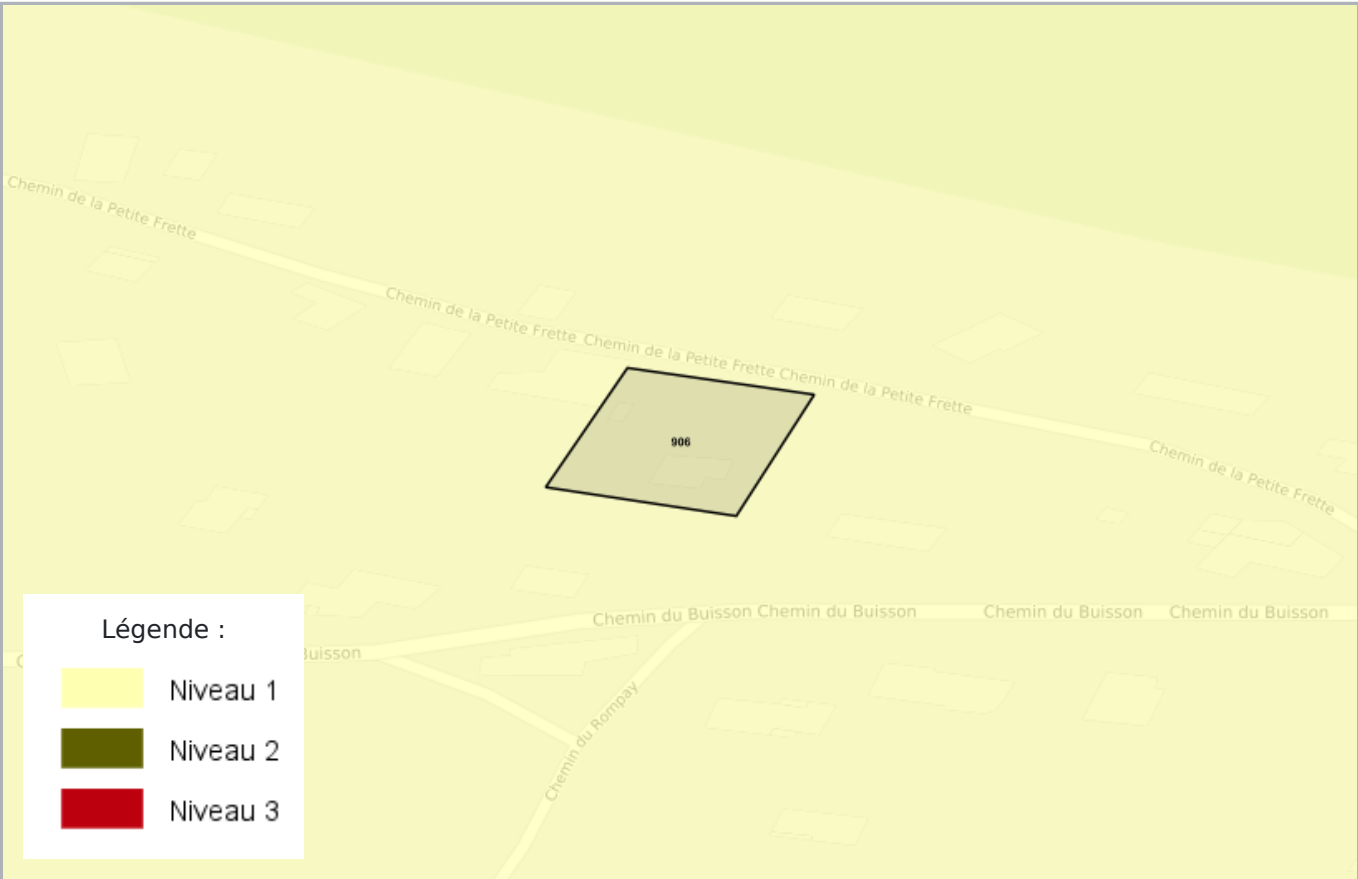 Chemin de la Petite Frette
Chemin de la Petite Frette
Chemin de la Petite Frette
Chemin de la Petite Frette
Chemin de la Petite Frette
906
Chemin du Buisson
Chemin du Buisson
Chemin du Buisson
Chemin du Buisson
Buisson
Chemin du Rompay
Légende :
Niveau 1
Niveau 2
Niveau 3